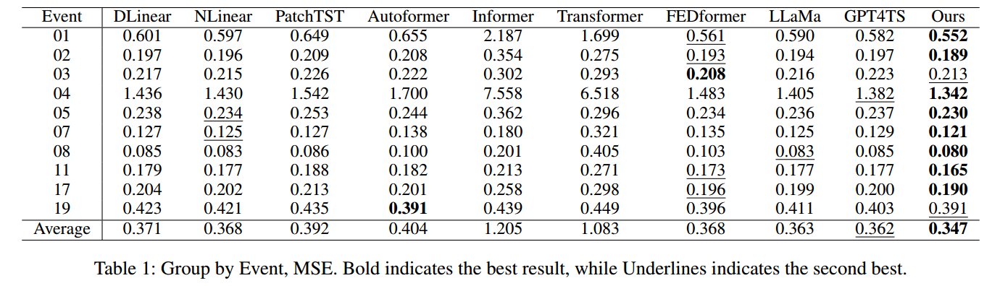 Event DLinear NLinear PatchTST Autoformer Informer Transformer FEDformer LLaMa GPT4TS Ours
01 0.601 0.597 0.649 0.655 2.187 1.699 0.561 0.590 0.582 0.552
02 0.197 0.196 0.209 0.208 0.354 0.275 0.193 0.194 0.197 0.189
03 0.217 0.215 0.226 0.222 0.302 0.293 0.208 0.216 0.223 0.213
04 1.436 1.430 1.542 1.700 7.558 6.518 1.483 1.405 1.382 1.342
05 0.238 0.234 0.253 0.244 0.362 0.296 0.234 0.236 0.237 0.230
07 0.127 0.125 0.127 0.138 0.180 0.321 0.135 0.125 0.129 0.121
08 0.085 0.083 0.086 0.100 0.201 0.405 0.103 0.083 0.085 0.080
11 0.179 0.177 0.188 0.182 0.213 0.271 0.173 0.177 0.177 0.165
17 0.204 0.202 0.213 0.201 0.258 0.298 0.196 0.199 0.200 0.190
19 0.423 0.421 0.435 0.391 0.439 0.449 0.396 0.411 0.403 0.391
Average 0.371 0.368 0.392 0.404 1.205 1.083 0.368 0.363 0.362 0.347
Table 1: Group by Event, MSE. Bold indicates the best result, while Underlines indicates the second best.